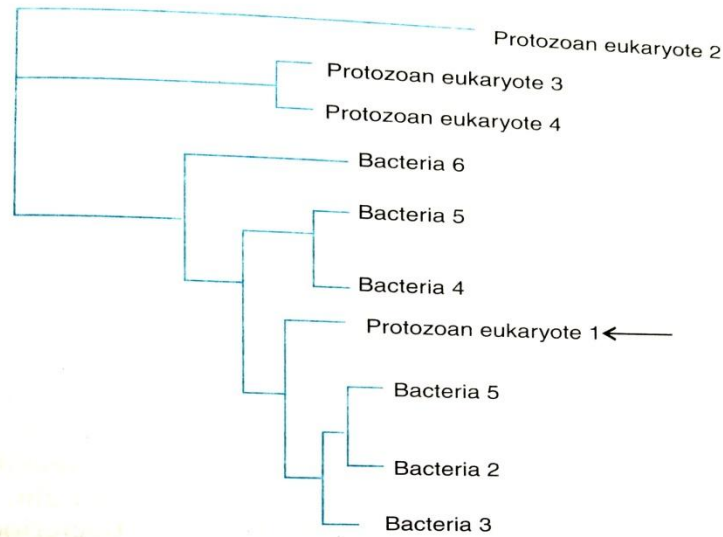 Protozoan eukaryote 2
Protozoan eukaryote 3
Protozoan eukaryote 4
Bacteria 6
Bacteria 5
Bacteria 4
Protozoan eukaryote 1
Bacteria 5
Bacteria 2
Bacteria 3